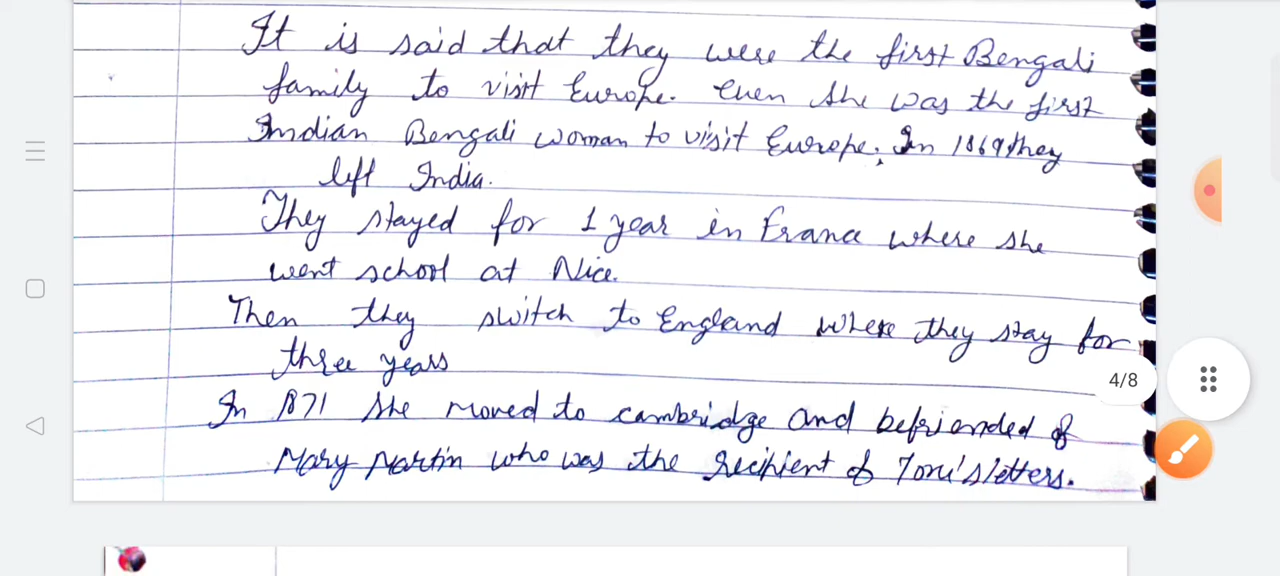 It is said that they were the first Bengali
family to visit Europe. Even she was the first
Indian Bengali woman to visit Europe. In 1869 they
left India.
They stayed for 1 year in France where she
went school at Nice.
Then they switch to England where they stay for
three years
4/8
In 1871 she moved to cambridge and befriended of
Mary Martin who was the recipient of Toru's letters.